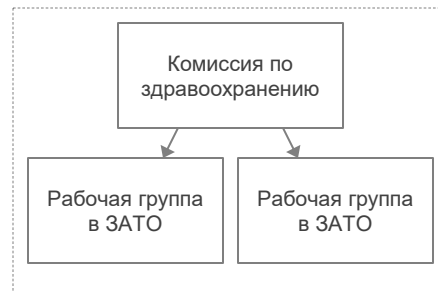 Комиссия по
здравоохранению
Рабочая группа
в ЗАТО
Рабочая группа
в ЗАТО